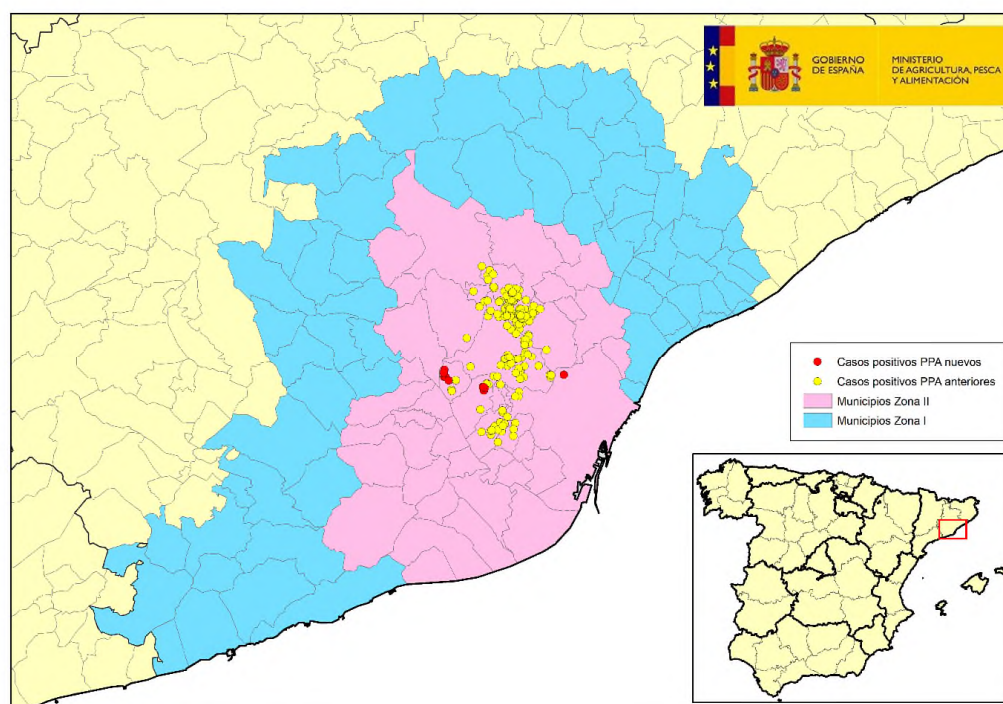 GOBIERNO
DE ESPAÑA
MINISTERIO
DE AGRICULTURA, PESCA
Y ALIMENTACIÓN
Casos positivos PPA nuevos
Casos positivos PPA anteriores
Municipios Zona II
Municipios Zona I